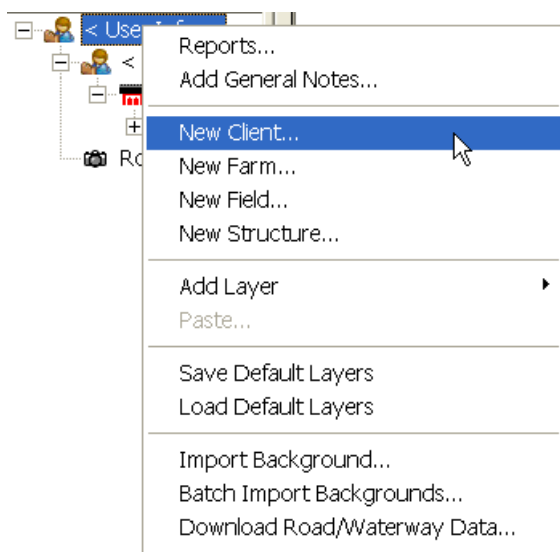 < Use
Reports...
Add General Notes...
<
New Client...
Ro
New Farm...
New Field...
New Structure...
Add Layer
Paste...
Save Default Layers
Load Default Layers
Import Background...
Batch Import Backgrounds...
Download Road/Waterway Data...